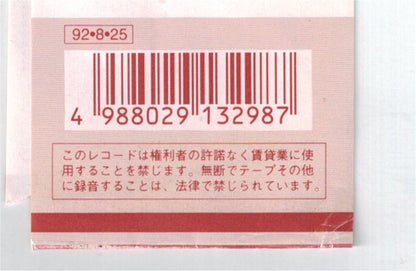 92•8•25
4 988029 132987
このレコードは権利者の許諾なく賃貸業に使
用することを禁じます。無断でテープその他
に録音することは、法律で禁じられています。